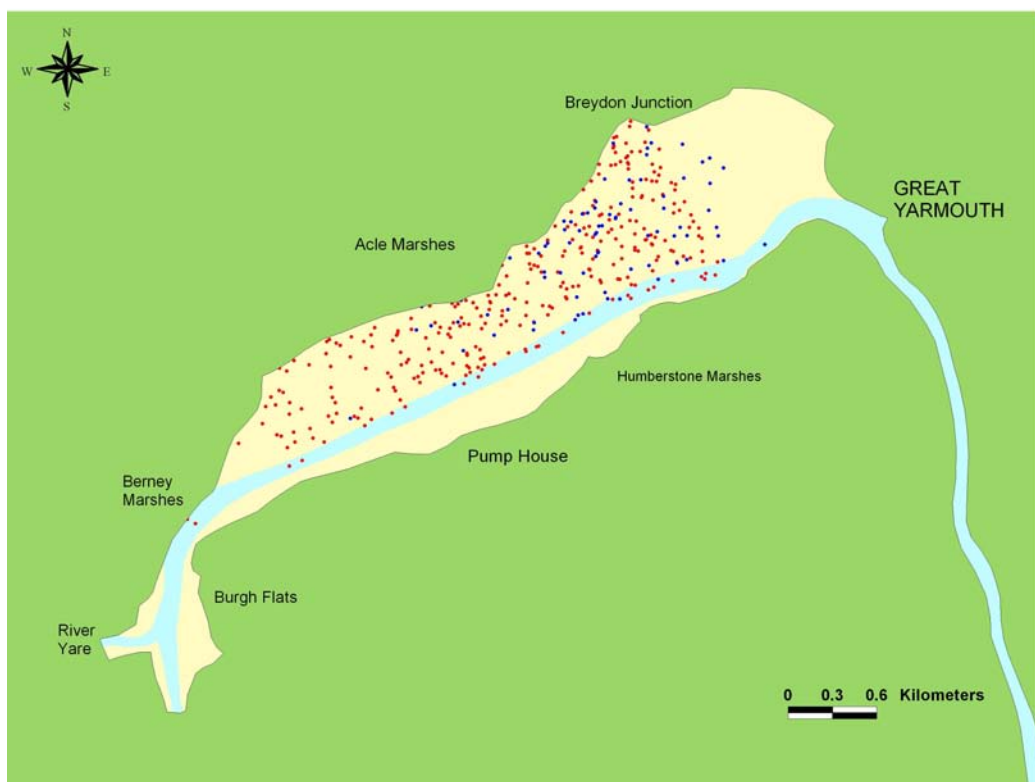 N
W E
S
Breydon Junction
GREAT
YARMOUTH
Acle Marshes
Humberstone Marshes
Pump House
Berney
Marshes
Burgh Flats
River
Yare
0 0.3 0.6 Kilometers